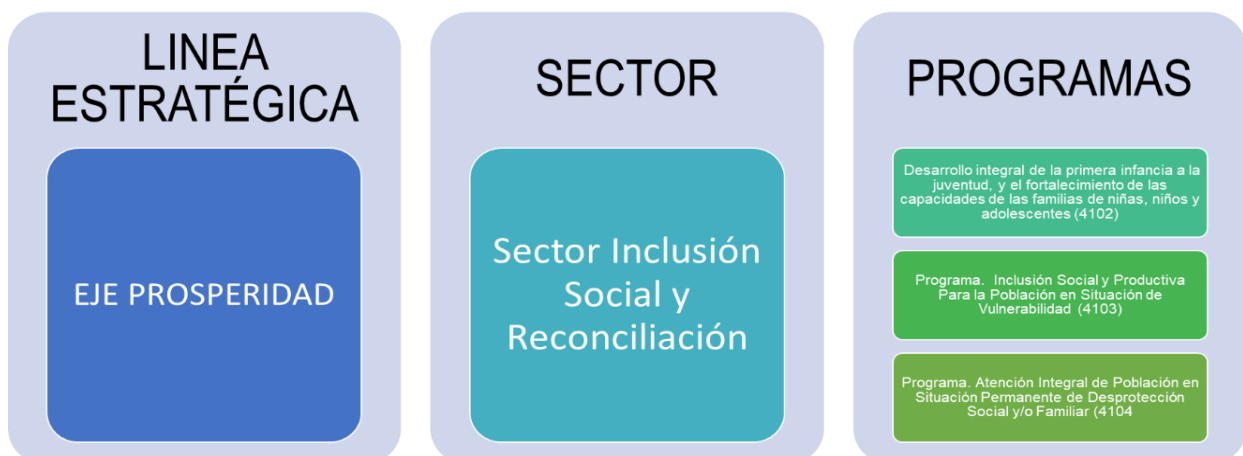 LINEA
ESTRATÉGICA
EJE PROSPERIDAD
SECTOR
Sector Inclusión
Social y
Reconciliación
PROGRAMAS
Desarrollo integral de la primera infancia a la
juventud, y el fortalecimiento de las
capacidades de las familias de niñas, niños y
adolescentes (4102)
Programa. Inclusión Social y Productiva
Para la Población en Situación de
Vulnerabilidad (4103)
Programa. Atención Integral de Población en
Situación Permanente de Desprotección
Social y/o Familiar (4104